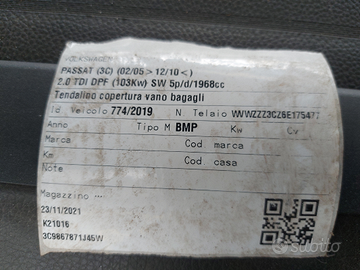 VOLKSWAGEN
PASSAT (3C) (02/05 > 12/10 <)
2.0 TDI DPF (103Kw) SW 5p/d/1968cc
Tendalino copertura vano bagagli
Id Veicolo 774/2019 N Telaio WVWZZZ3CZ6E175477
Anno Tipo M BMP Kw Cv
Marca Cod marca
Km Cod casa
Note
Magazzino ...
23/11/2021
K21016
3C9867871J45W
subito